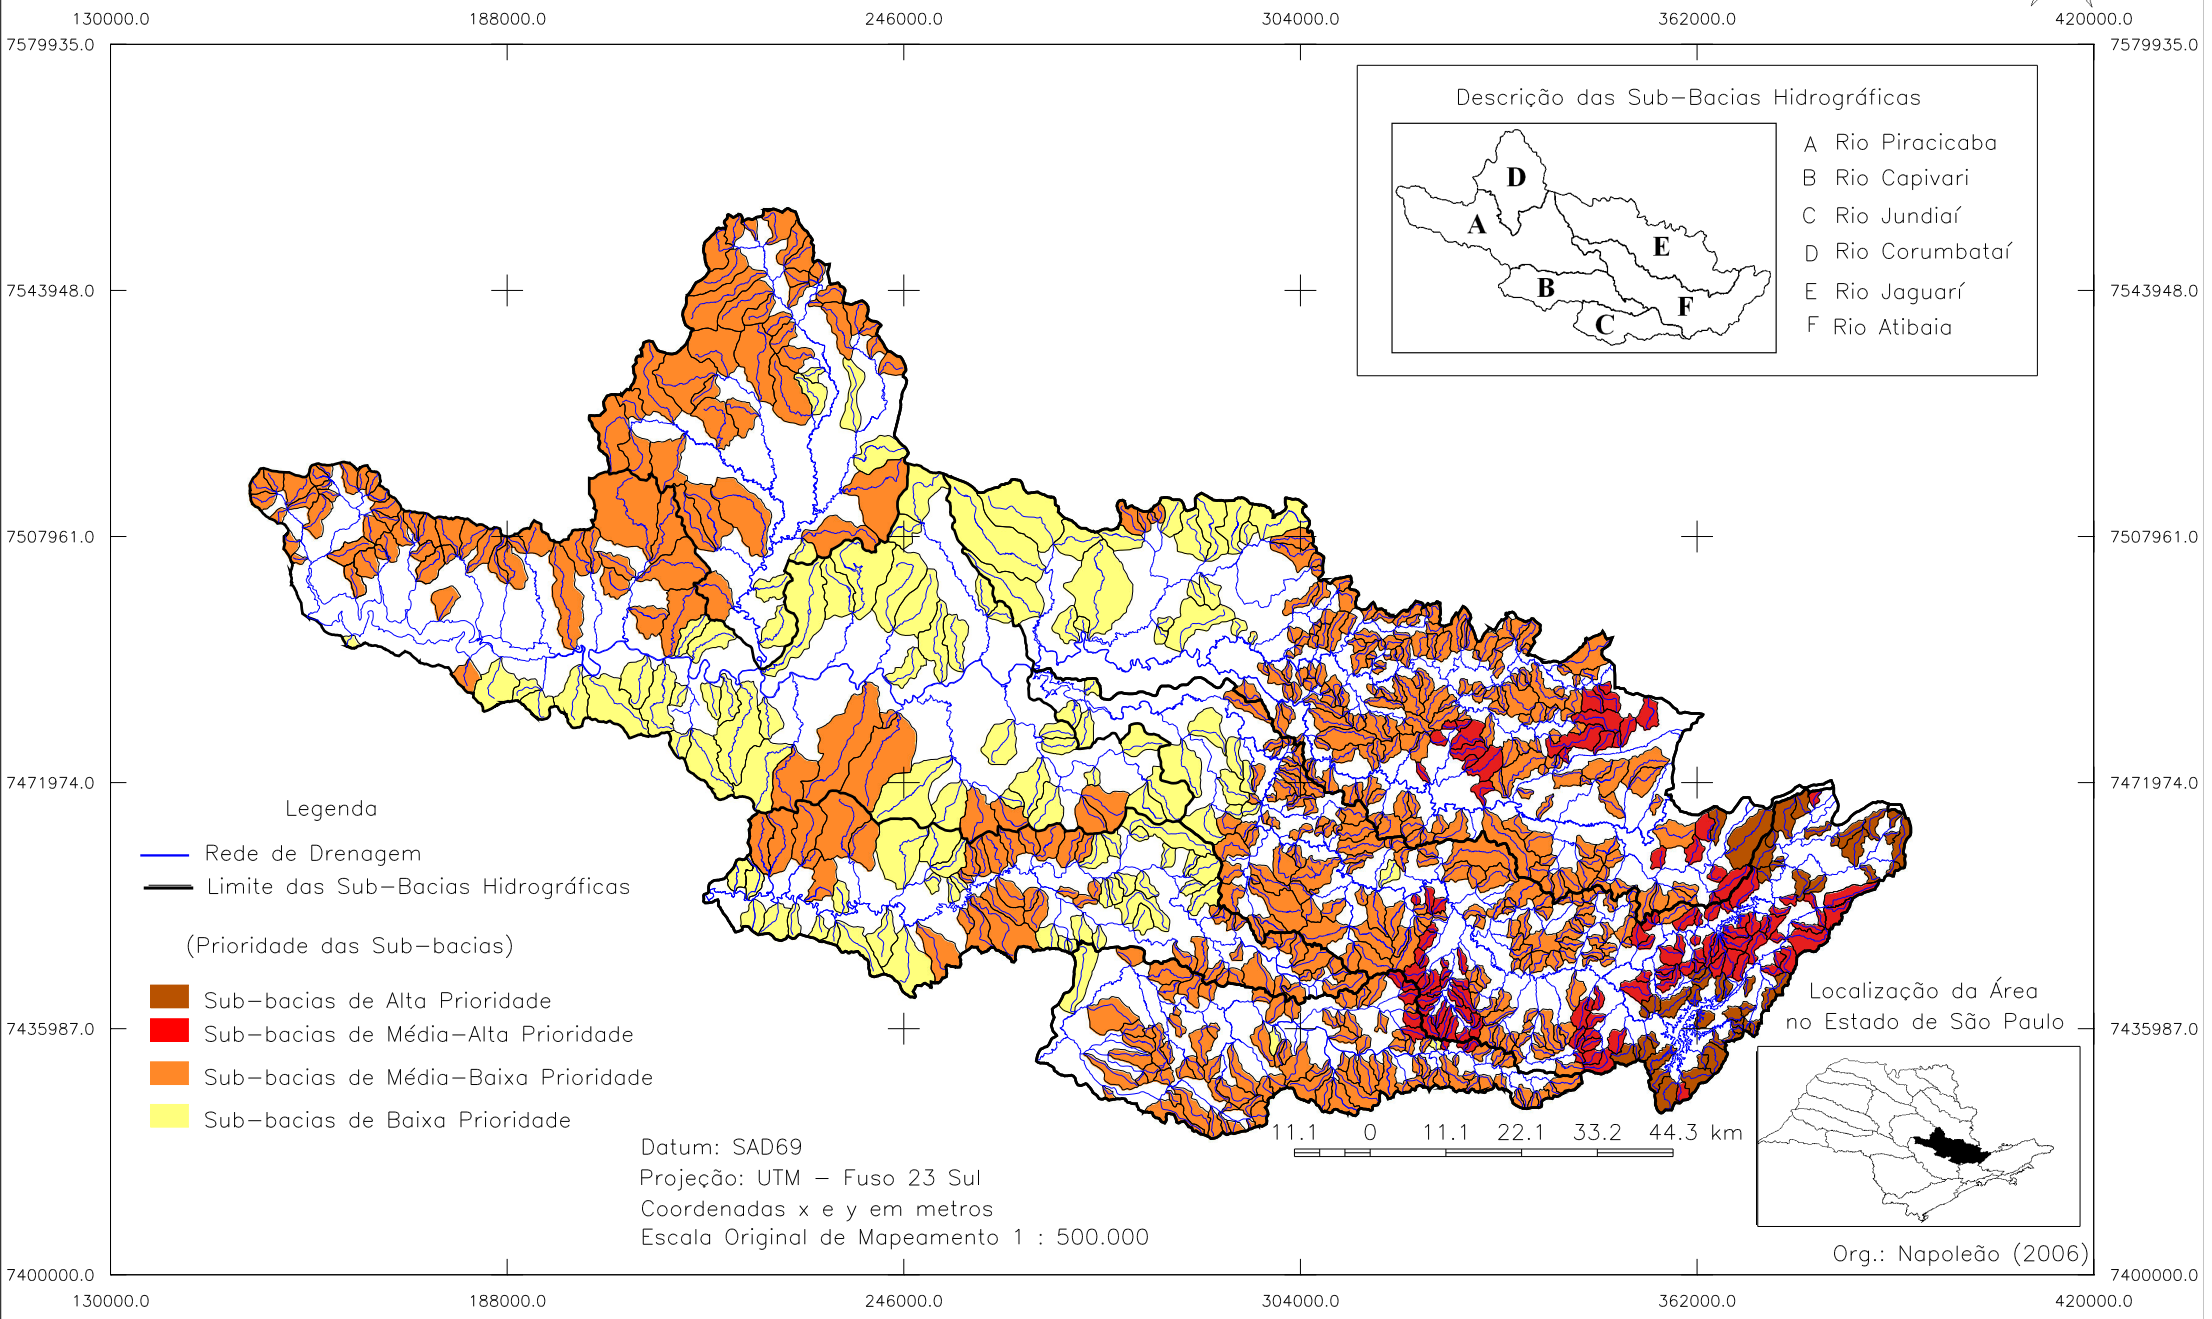 130000.0 188000.0 246000.0 304000.0 362000.0 420000.0
7579935.0 7579935.0
Descrição das Sub-Bacias Hidrográficas
D
A
E
B
F
C
A Rio Piracicaba
B Rio Capivari
C Rio Jundiaí
D Rio Corumbataí
E Rio Jaguarí
F Rio Atibaia
7543948.0 7543948.0
7507961.0 7507961.0
7471974.0 7471974.0
Legenda
Rede de Drenagem
Limite das Sub-Bacias Hidrográficas
(Prioridade das Sub-bacias)
Sub-bacias de Alta Prioridade
Sub-bacias de Média-Alta Prioridade
Sub-bacias de Média-Baixa Prioridade
Sub-bacias de Baixa Prioridade
7435987.0 7435987.0
Localização da Área
no Estado de São Paulo
11.1 0 11.1 22.1 33.2 44.3 km
Datum: SAD69
Projeção: UTM - Fuso 23 Sul
Coordenadas x e y em metros
Escala Original de Mapeamento 1 : 500.000
Org.: Napoleão (2006)
7400000.0 7400000.0
130000.0 188000.0 246000.0 304000.0 362000.0 420000.0